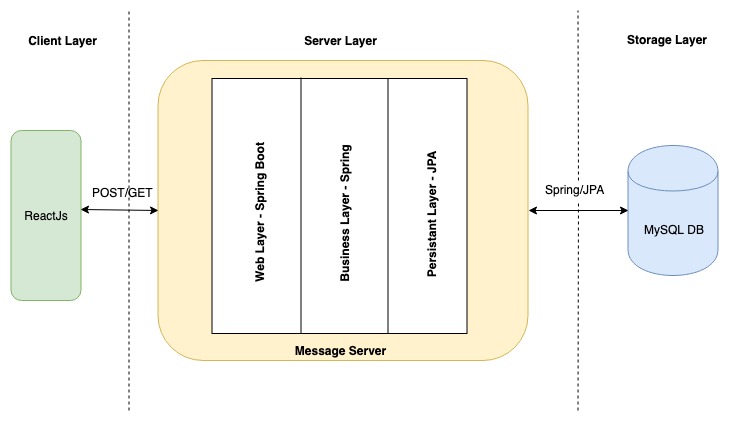 Client Layer
Server Layer
Storage Layer
ReactJs
POST/GET
Web Layer - Spring Boot
Business Layer - Spring
Persistant Layer - JPA
Message Server
Spring/JPA
MySQL DB